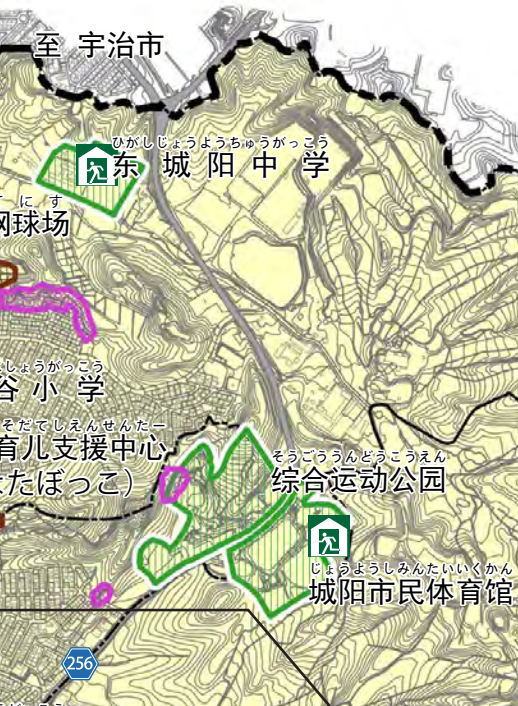 至 宇治市
ひがしじょうようちゅうがっこう
东 城 阳 中 学
にす
网球场
しょうがっこう
谷 小 学
そだてしえんせんたー
育儿支援中心
たぼっこ）
そうごううんどうこうえん
综合运动公园
じょうようしみんたいいくかん
城阳市民体育馆
256